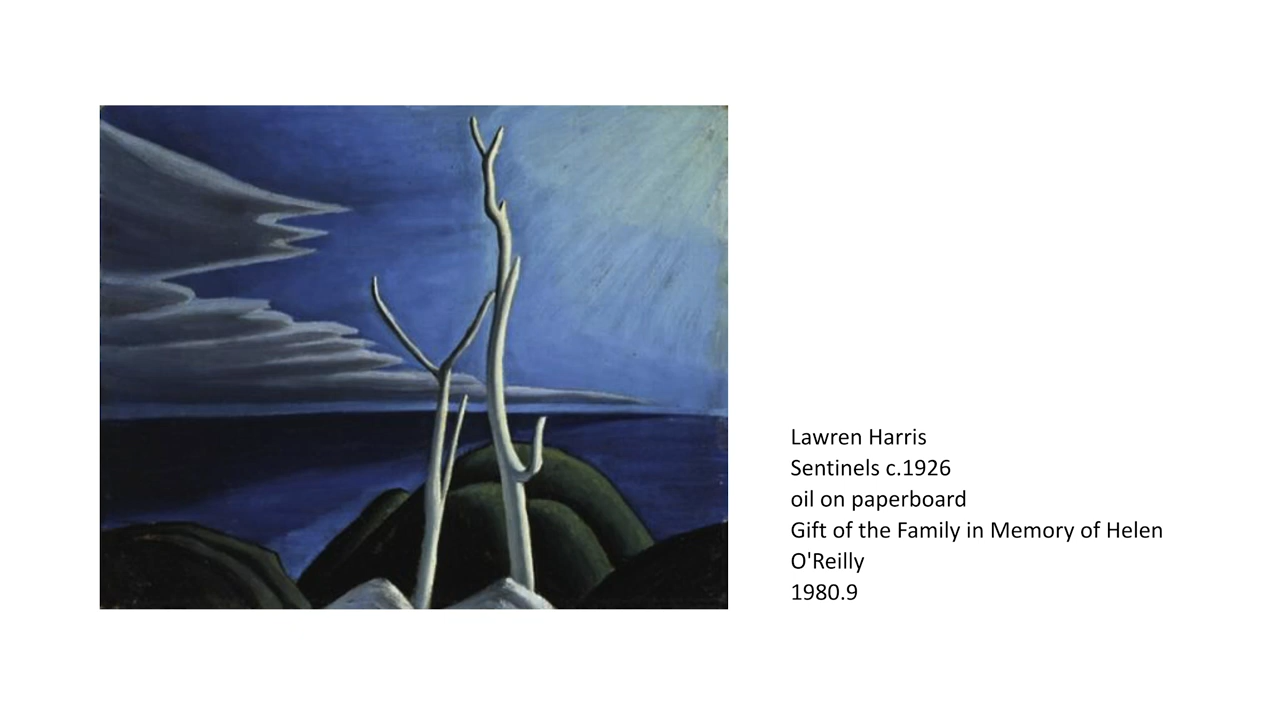 Lawren Harris
Sentinels c.1926
oil on paperboard
Gift of the Family in Memory of Helen
O'Reilly
1980.9